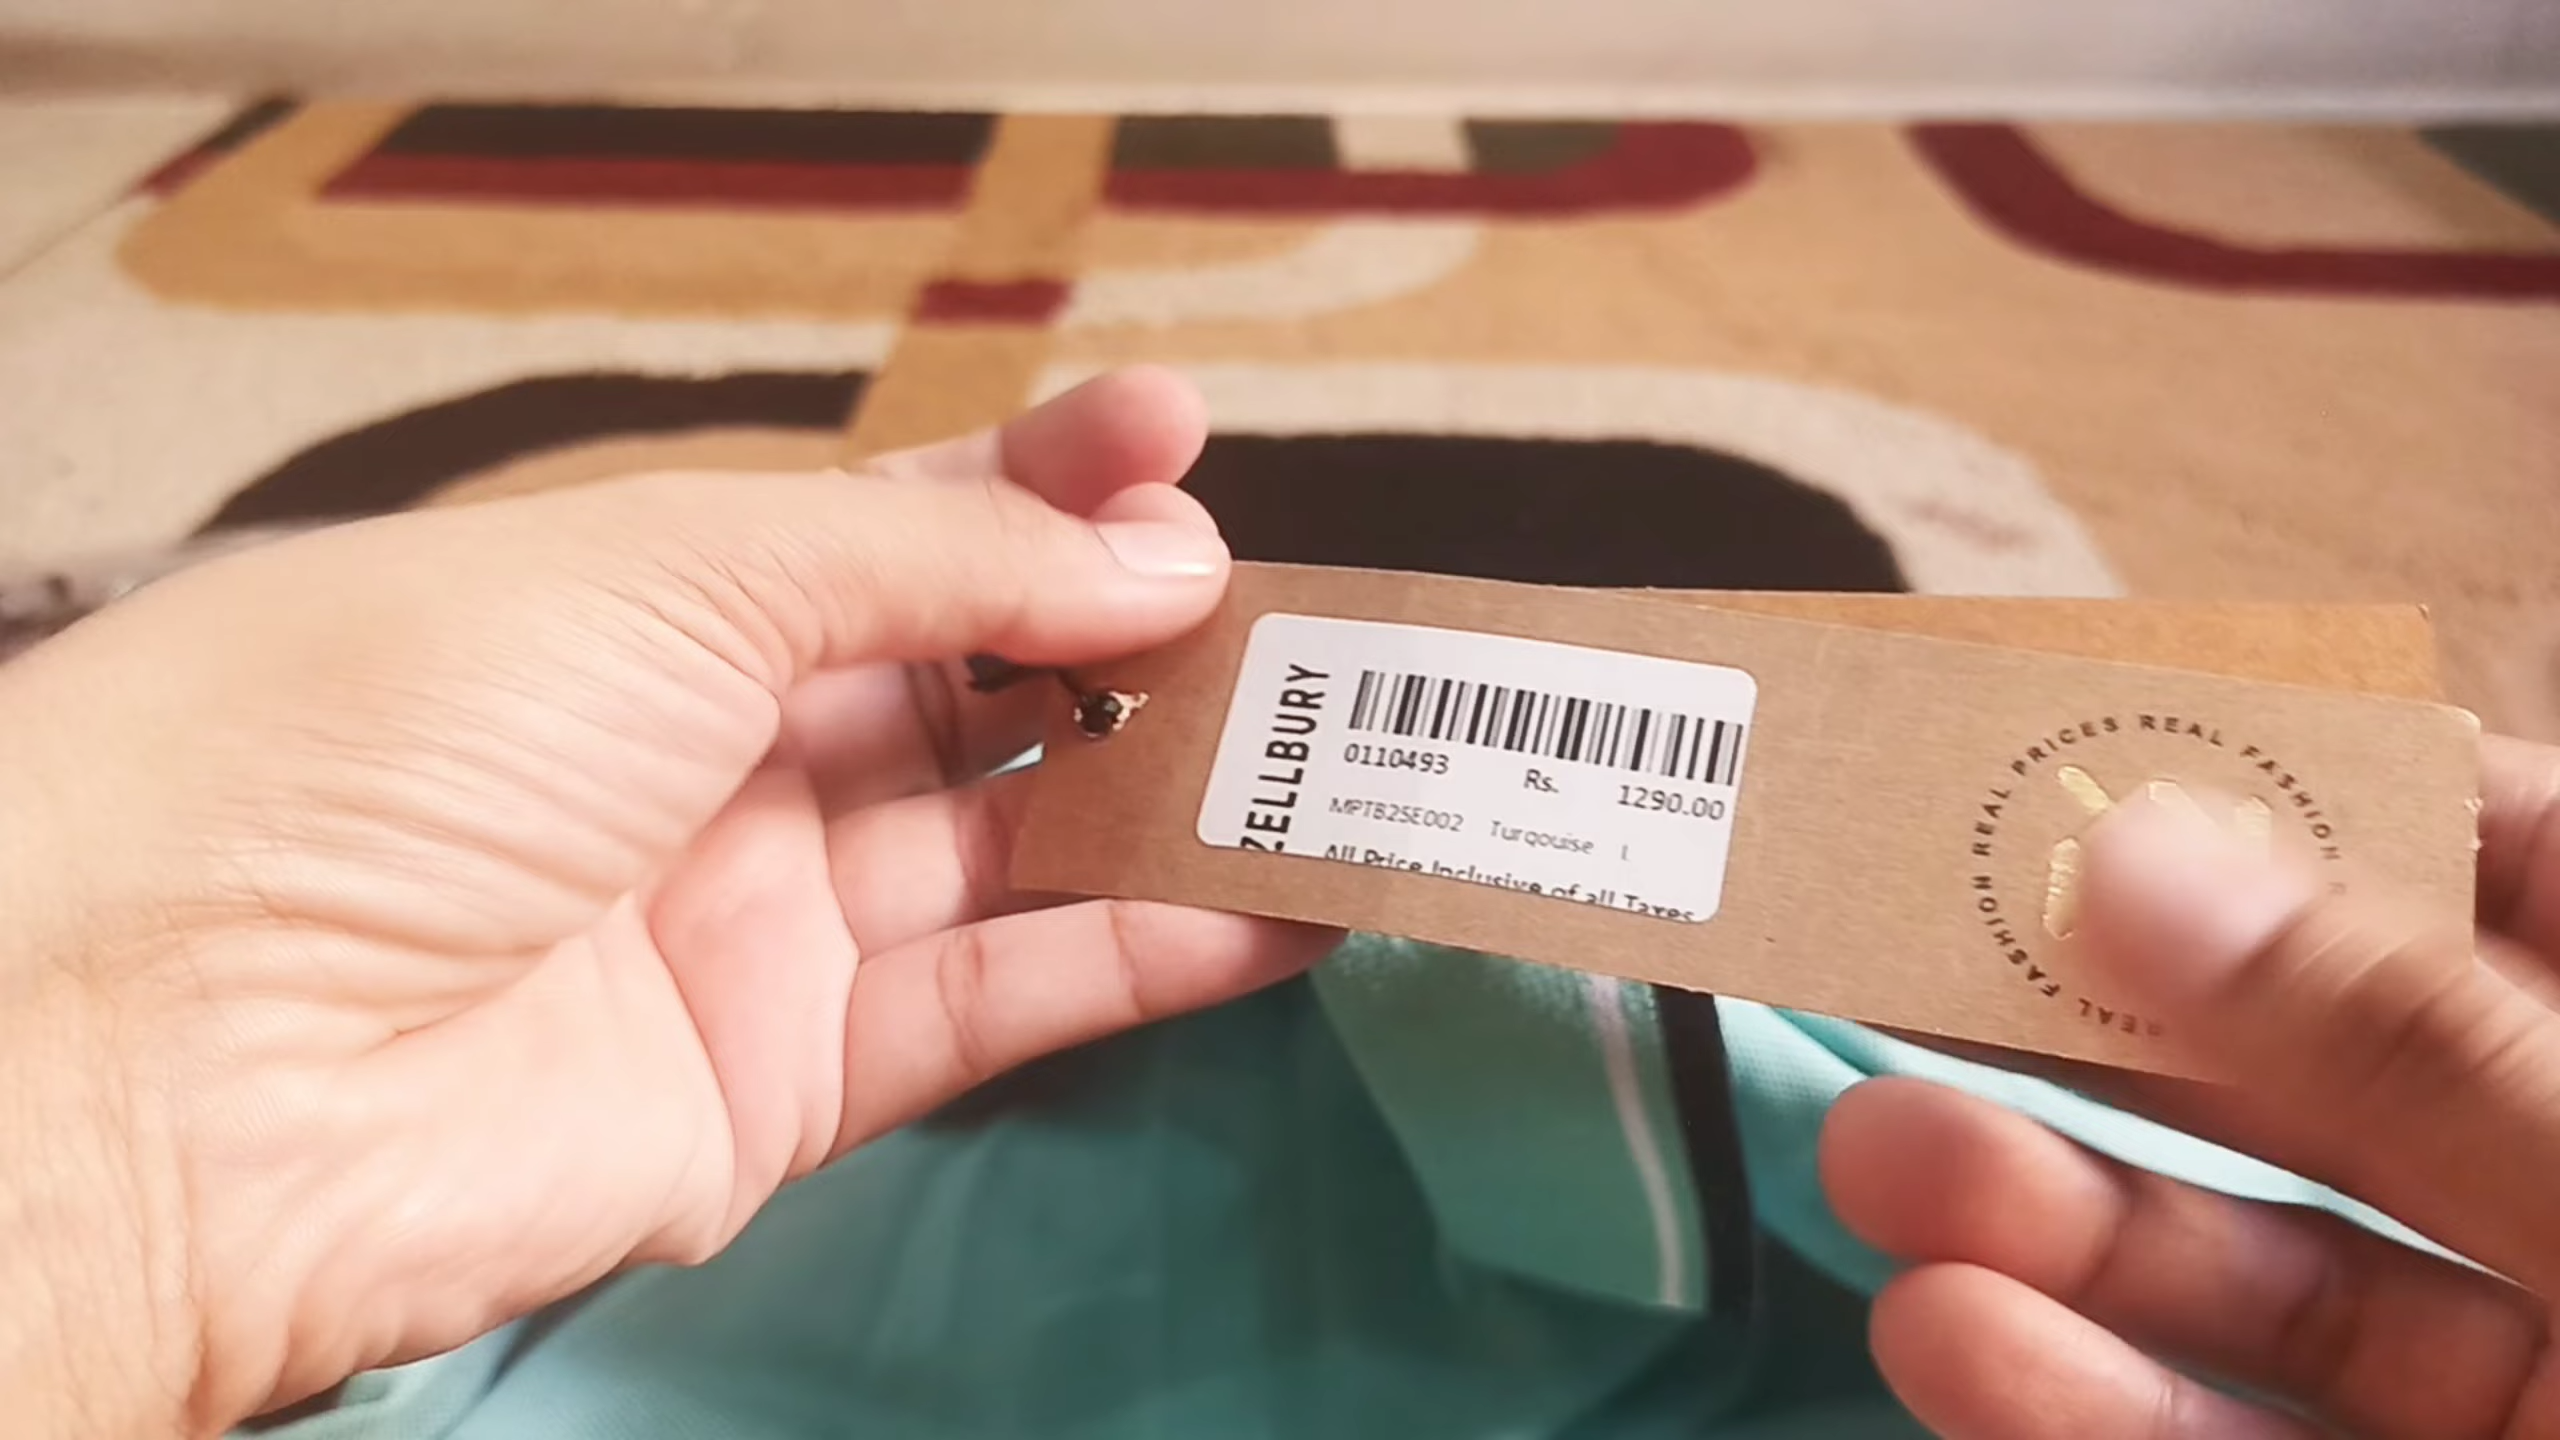 ZELLBURY
0110493 Rs. 1290.00
MPTB25E002 Turqouise L
All Price Inclusive of all Taxes
REAL PRICES REAL FASHION REAL FASHION